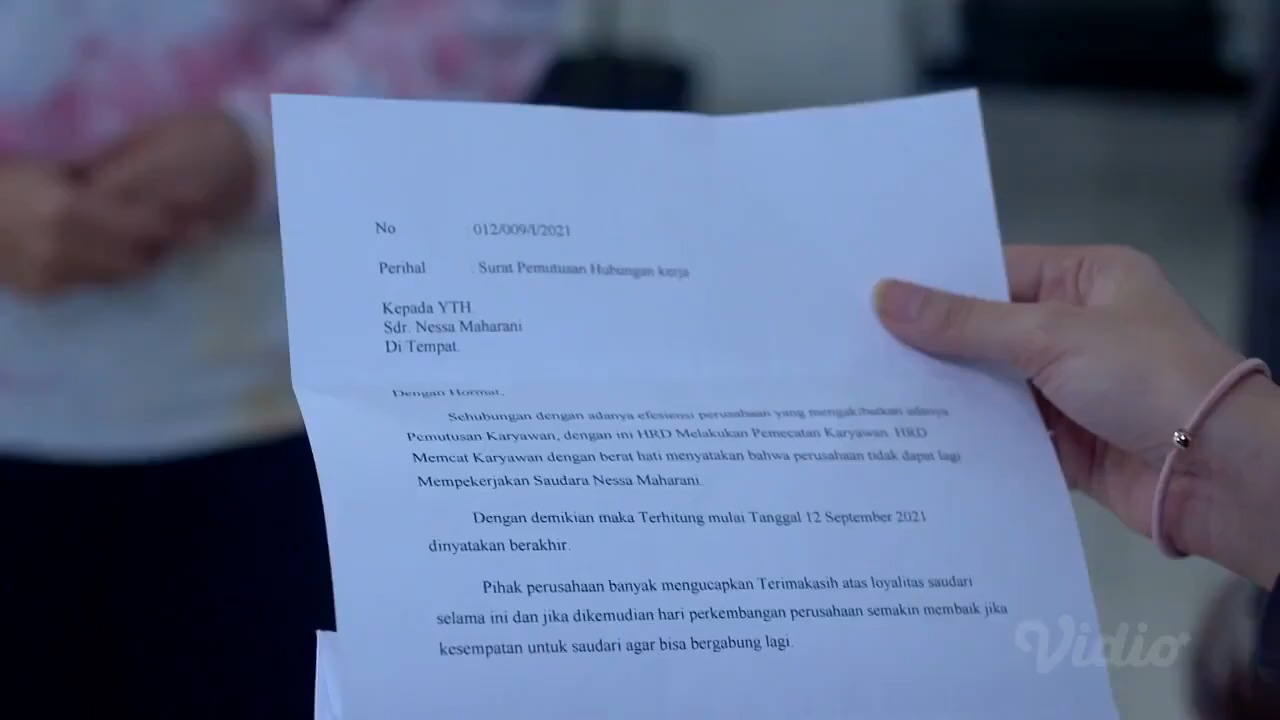 No : 012/009/I/2021
Perihal : Surat Pemutusan Hubungan kerja
Kepada YTH.
Sdr. Nessa Maharani
Di Tempat.
Dengan Hormat,
Sehubungan dengan adanya efesiensi perusahaan yang mengakibatkan adanya
Pemutusan Karyawan, dengan ini HRD Melakukan Pemecatan Karyawan. HRD
Memcat Karyawan dengan berat hati menyatakan bahwa perusahaan tidak dapat lagi
Mempekerjakan Saudara Nessa Maharani.
Dengan demikian maka Terhitung mulai Tanggal 12 September 2021
dinyatakan berakhir.
Pihak perusahaan banyak mengucapkan Terimakasih atas loyalitas saudari
selama ini dan jika dikemudian hari perkembangan perusahaan semakin membaik jika
kesempatan untuk saudari agar bisa bergabung lagi.
Vidio